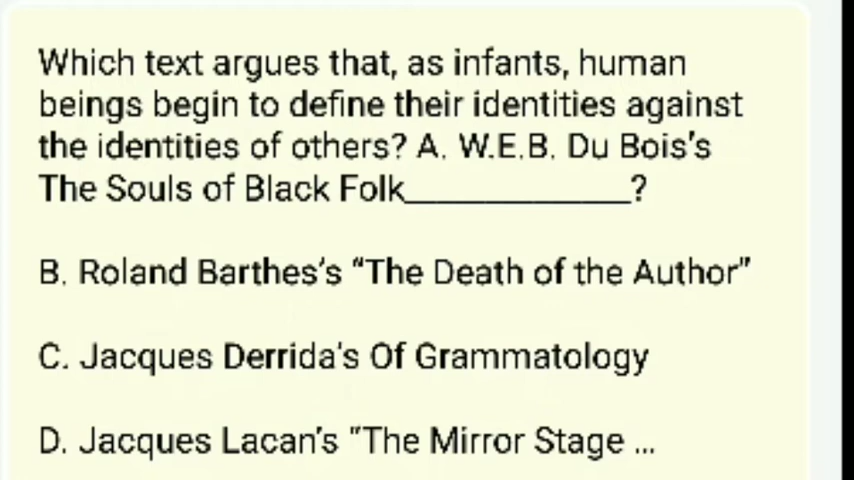 Which text argues that, as infants, human
beings begin to define their identities against
the identities of others? A. W.E.B. Du Bois's
The Souls of Black Folk______________?
B. Roland Barthes's “The Death of the Author”
C. Jacques Derrida's Of Grammatology
D. Jacques Lacan's "The Mirror Stage ...